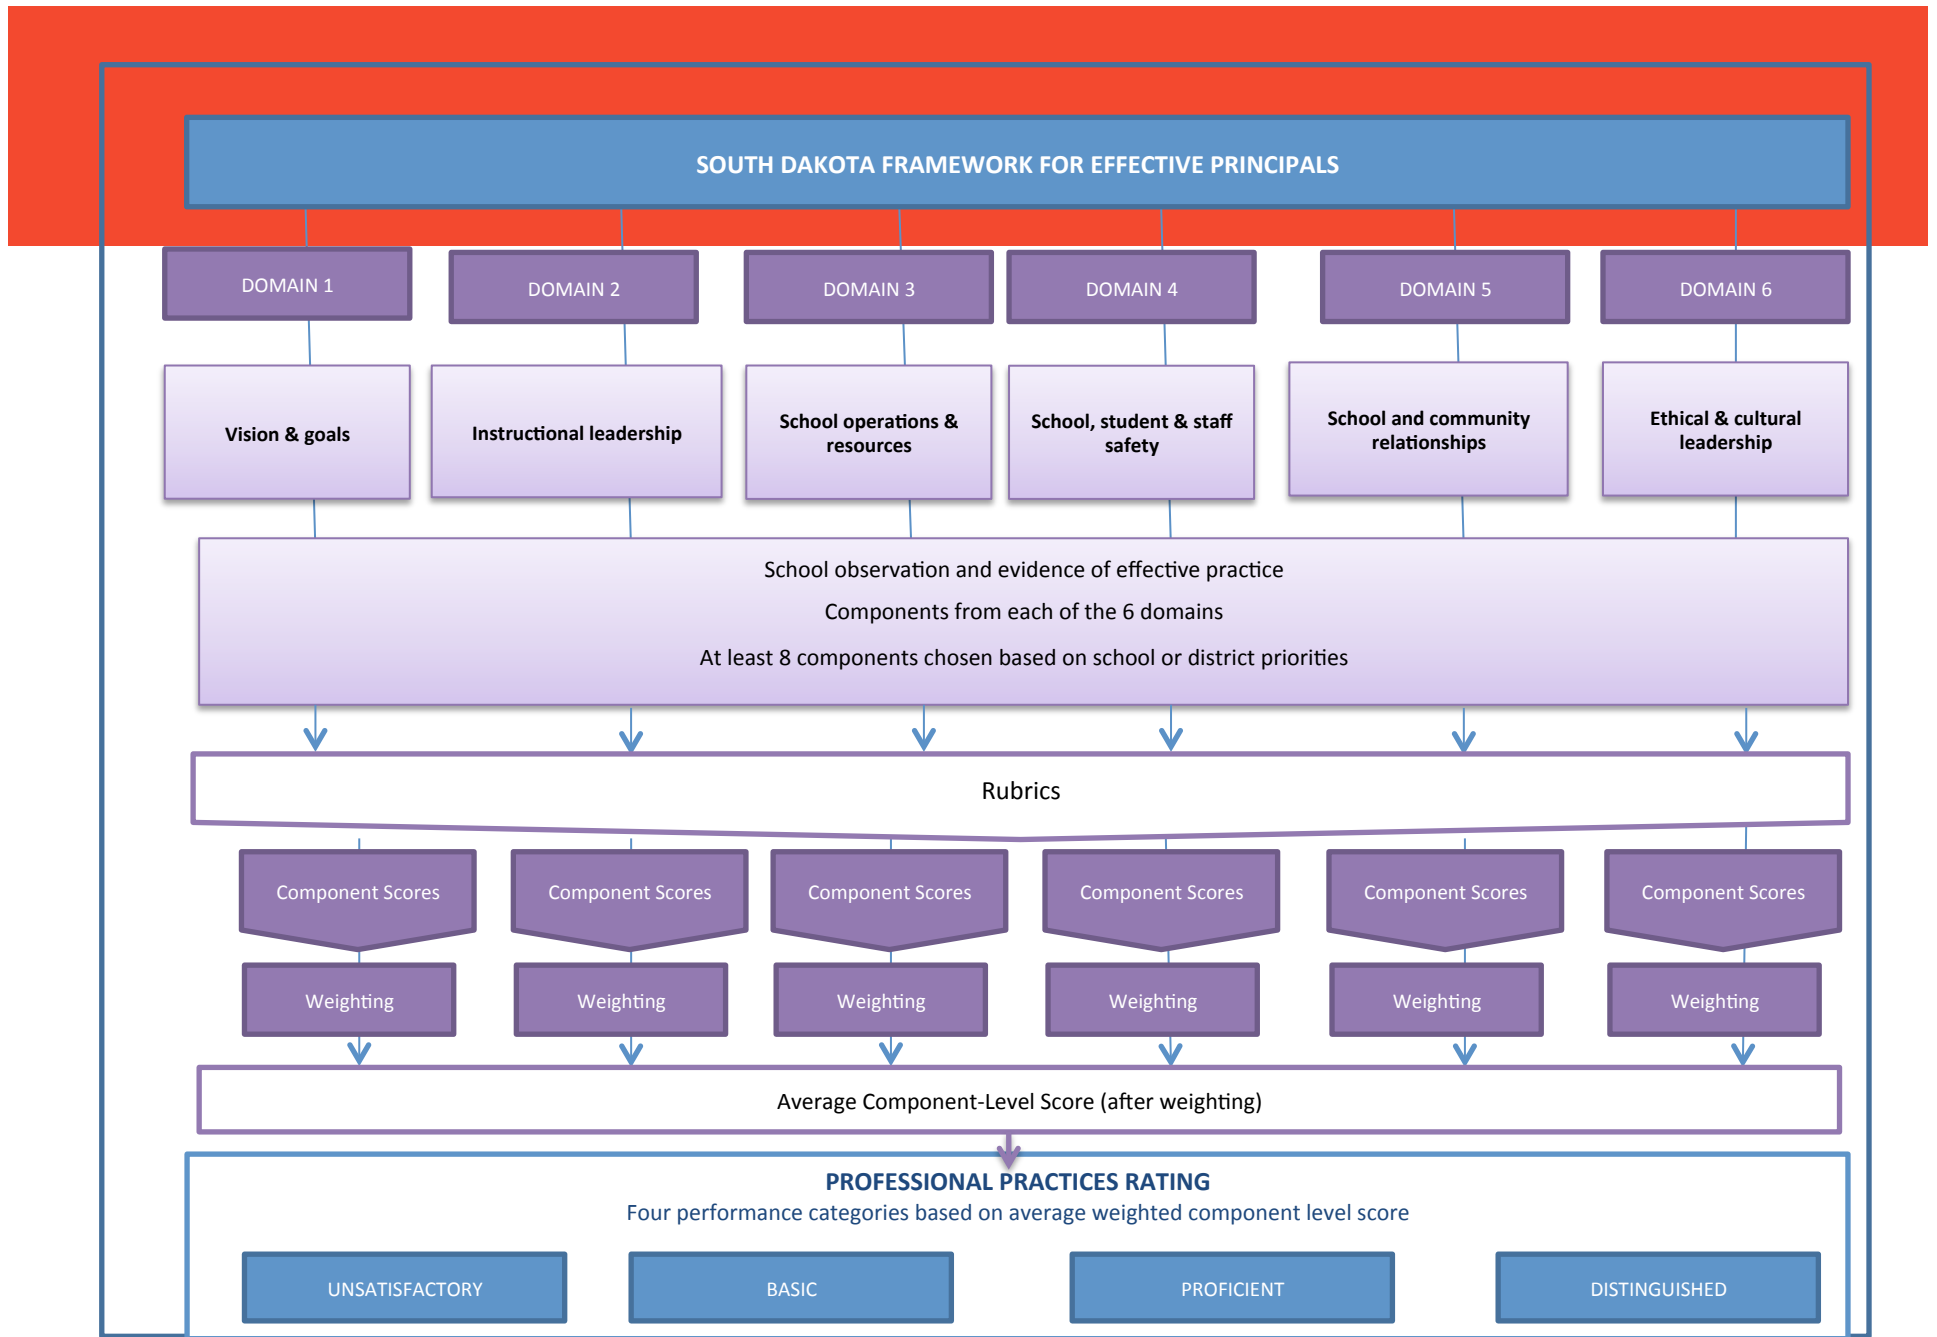 SOUTH DAKOTA FRAMEWORK FOR EFFECTIVE PRINCIPALS
DOMAIN 1
DOMAIN 2
DOMAIN 3
DOMAIN 4
DOMAIN 5
DOMAIN 6
Vision & goals
Instructional leadership
School operations &
resources
School, student & staff
safety
School and community
relationships
Ethical & cultural
leadership
School observation and evidence of effective practice
Components from each of the 6 domains
At least 8 components chosen based on school or district priorities
Rubrics
Component Scores
Component Scores
Component Scores
Component Scores
Component Scores
Component Scores
Weighting
Weighting
Weighting
Weighting
Weighting
Weighting
Average Component-Level Score (after weighting)
PROFESSIONAL PRACTICES RATING
Four performance categories based on average weighted component level score
UNSATISFACTORY
BASIC
PROFICIENT
DISTINGUISHED